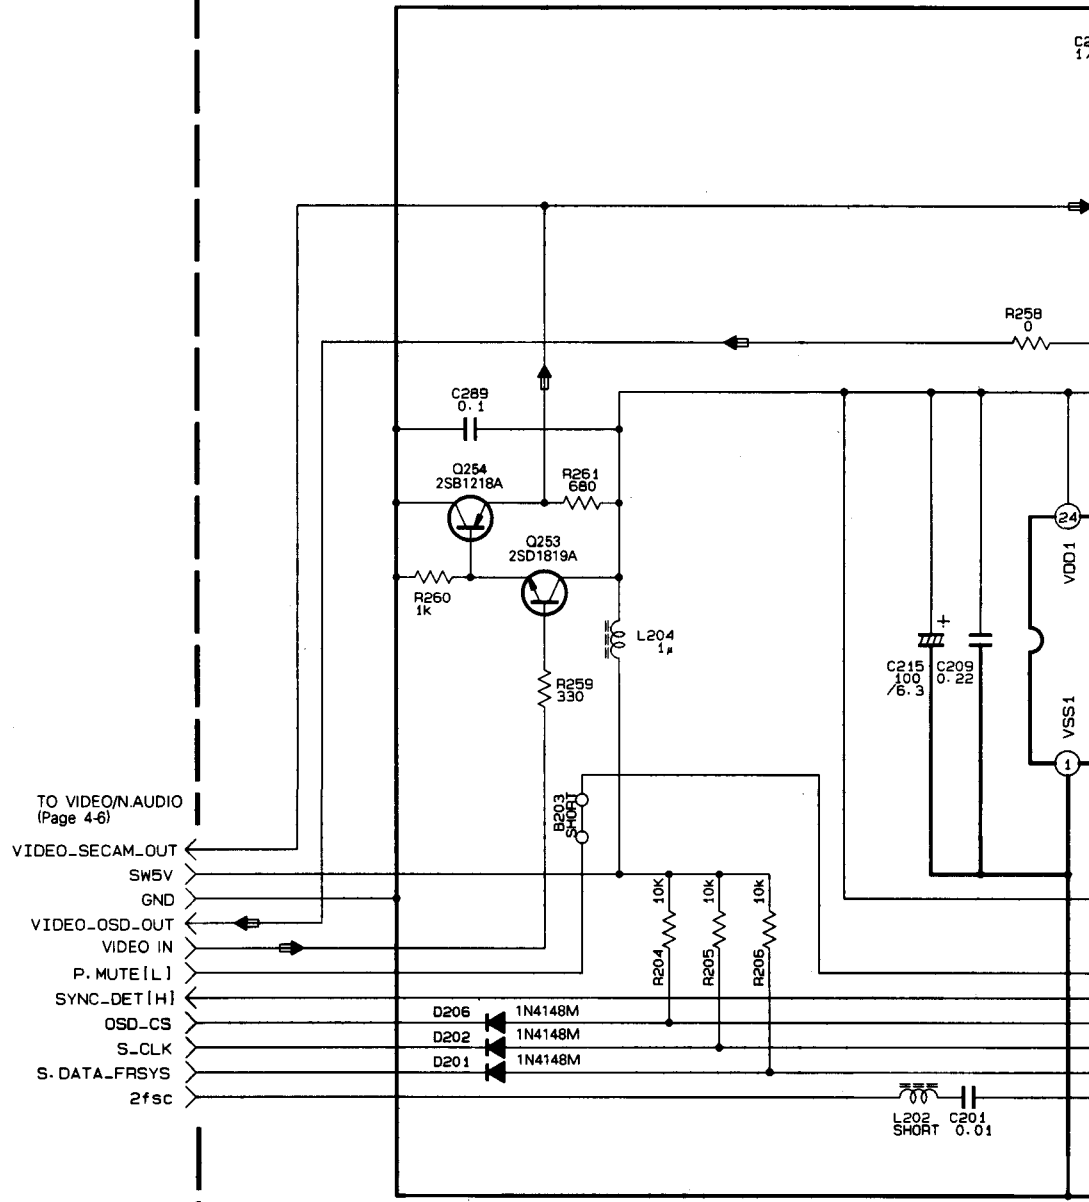 C2
1/
R258
0
C289
0.1
Q254
2SB1218A
R261
680
Q253
2SD1819A
R260
1k
24
VDD1
L204
1μ
+
C215
100
/6.3
C209
0.22
R259
330
VSS1
1
TO VIDEO/N.AUDIO
(Page 4-6)
B203
SHORT
VIDEO_SECAM_OUT
SW5V
GND
VIDEO_OSD_OUT
VIDEO IN
P.MUTE[L]
SYNC_DET[H]
OSD_CS
S_CLK
S.DATA_FRSYS
2fsc
10k
10k
10k
R204
R205
R206
D206
1N4148M
D202
1N4148M
D201
1N4148M
L202
SHORT
C201
0.01